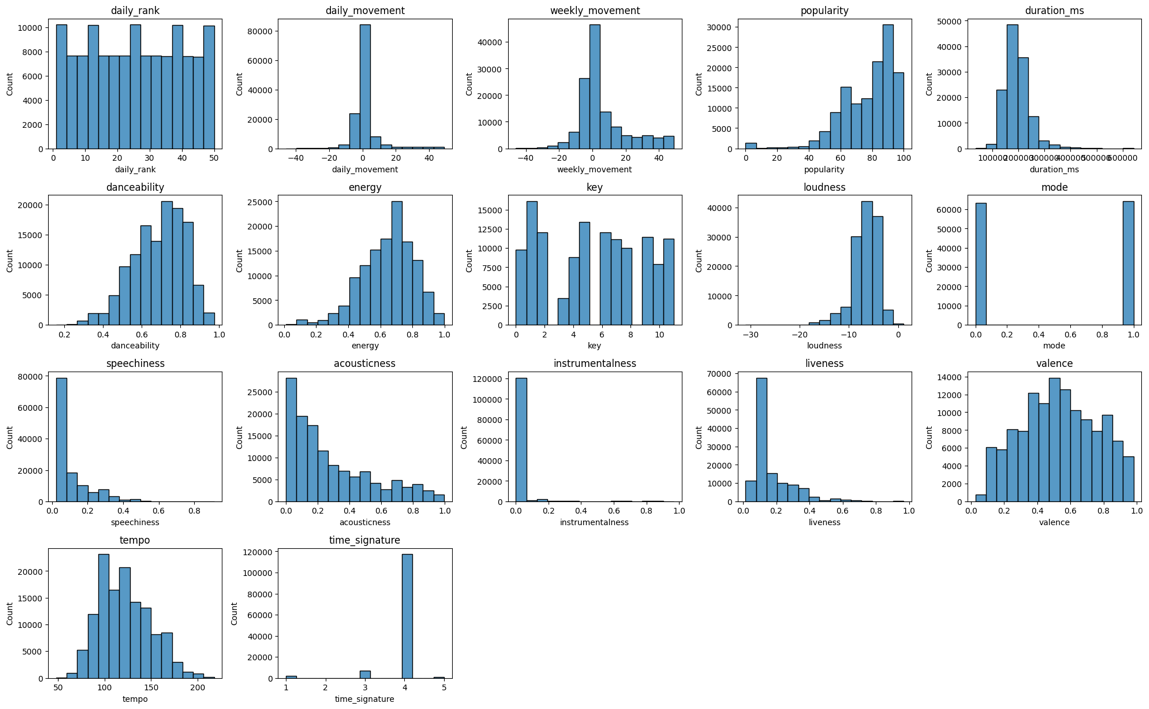 daily_rank
daily_movement
weekly_movement
popularity
duration_ms
Count
10000
8000
6000
4000
2000
0
0 10 20 30 40 50
daily_rank
Count
80000
60000
40000
20000
0
−40 −20 0 20 40
daily_movement
Count
40000
30000
20000
10000
0
−40 −20 0 20 40
weekly_movement
Count
30000
25000
20000
15000
10000
5000
0
0 20 40 60 80 100
popularity
Count
50000
40000
30000
20000
10000
0
100000 200000 300000 400000 500000 600000
duration_ms
danceability
energy
key
loudness
mode
Count
20000
15000
10000
5000
0
0.2 0.4 0.6 0.8 1.0
danceability
Count
25000
20000
15000
10000
5000
0
0.0 0.2 0.4 0.6 0.8 1.0
energy
Count
15000
12500
10000
7500
5000
2500
0
0 2 4 6 8 10
key
Count
40000
30000
20000
10000
0
−30 −20 −10 0
loudness
Count
60000
50000
40000
30000
20000
10000
0
0.0 0.2 0.4 0.6 0.8 1.0
mode
speechiness
acousticness
instrumentalness
liveness
valence
Count
80000
60000
40000
20000
0
0.0 0.2 0.4 0.6 0.8
speechiness
Count
25000
20000
15000
10000
5000
0
0.0 0.2 0.4 0.6 0.8 1.0
acousticness
Count
120000
100000
80000
60000
40000
20000
0
0.0 0.2 0.4 0.6 0.8 1.0
instrumentalness
Count
70000
60000
50000
40000
30000
20000
10000
0
0.0 0.2 0.4 0.6 0.8 1.0
liveness
Count
14000
12000
10000
8000
6000
4000
2000
0
0.0 0.2 0.4 0.6 0.8 1.0
valence
tempo
time_signature
Count
20000
15000
10000
5000
0
50 100 150 200
tempo
Count
120000
100000
80000
60000
40000
20000
0
1 2 3 4 5
time_signature